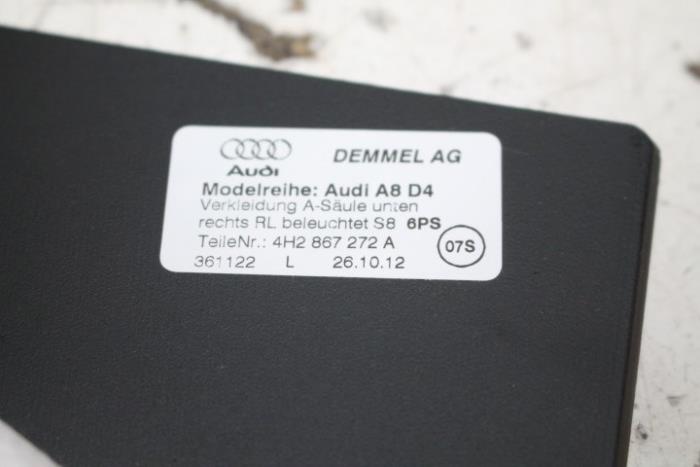 Audi DEMMEL AG
Modelreihe: Audi A8 D4
Verkleidung A-Säule unten
rechts RL beleuchtet S8 6PS
TeileNr.: 4H2 867 272 A 07S
361122 L 26.10.12